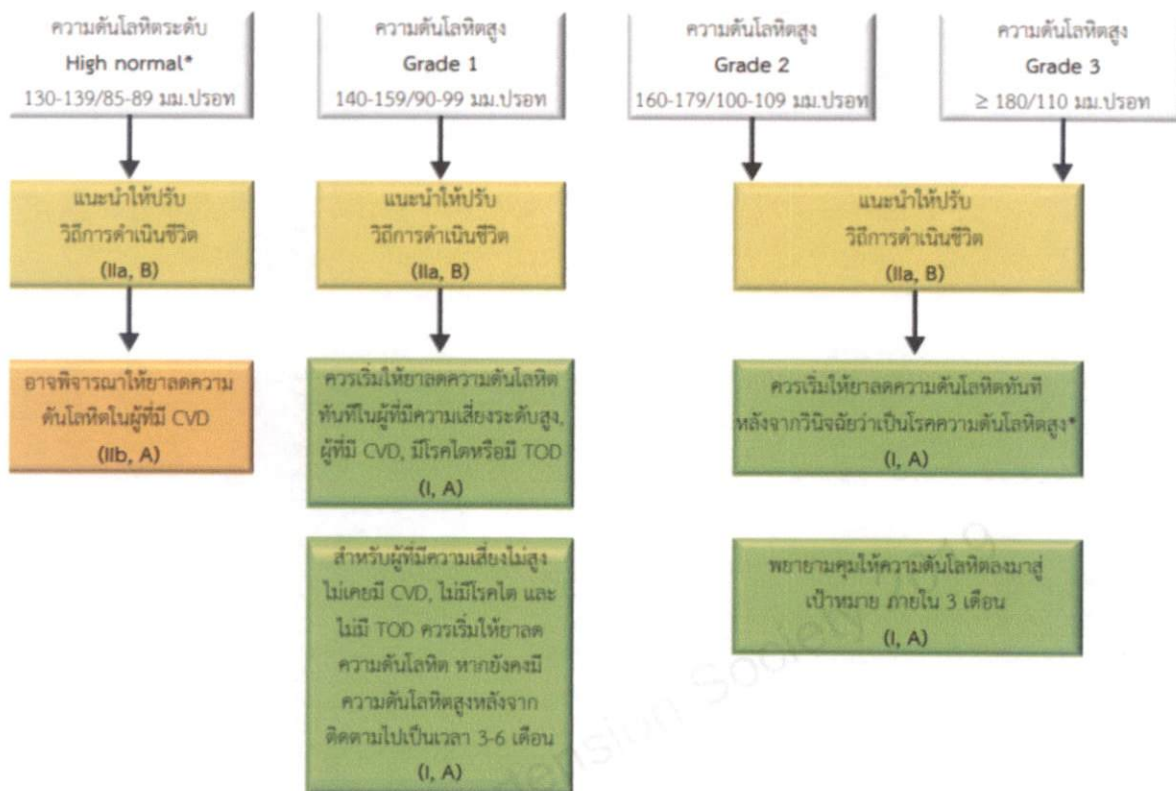 ความดันโลหิตระดับ
High normal*
130-139/85-89 มม.ปรอท
ความดันโลหิตสูง
Grade 1
140-159/90-99 มม.ปรอท
ความดันโลหิตสูง
Grade 2
160-179/100-109 มม.ปรอท
ความดันโลหิตสูง
Grade 3
≥ 180/110 มม.ปรอท
แนะนำให้ปรับ
วิถีการดำเนินชีวิต
(IIa, B)
แนะนำให้ปรับ
วิถีการดำเนินชีวิต
(IIa, B)
แนะนำให้ปรับ
วิถีการดำเนินชีวิต
(IIa, B)
อาจพิจารณาให้ยาลดความ
ดันโลหิตในผู้ที่มี CVD
(IIb, A)
ควรเริ่มให้ยาลดความดันโลหิต
ทันทีในผู้ที่มีความเสี่ยงระดับสูง,
ผู้ที่มี CVD, มีโรคไตหรือมี TOD
(I, A)
ควรเริ่มให้ยาลดความดันโลหิตทันที
หลังจากวินิจฉัยว่าเป็นโรคความดันโลหิตสูง*
(I, A)
สำหรับผู้ที่มีความเสี่ยงไม่สูง
ไม่เคยมี CVD, ไม่มีโรคไต และ
ไม่มี TOD ควรเริ่มให้ยาลด
ความดันโลหิต หากยังคงมี
ความดันโลหิตสูงหลังจาก
ติดตามไปเป็นเวลา 3-6 เดือน
(I, A)
พยายามคุมให้ความดันโลหิตลงมาสู่
เป้าหมาย ภายใน 3 เดือน
(I, A)
Society